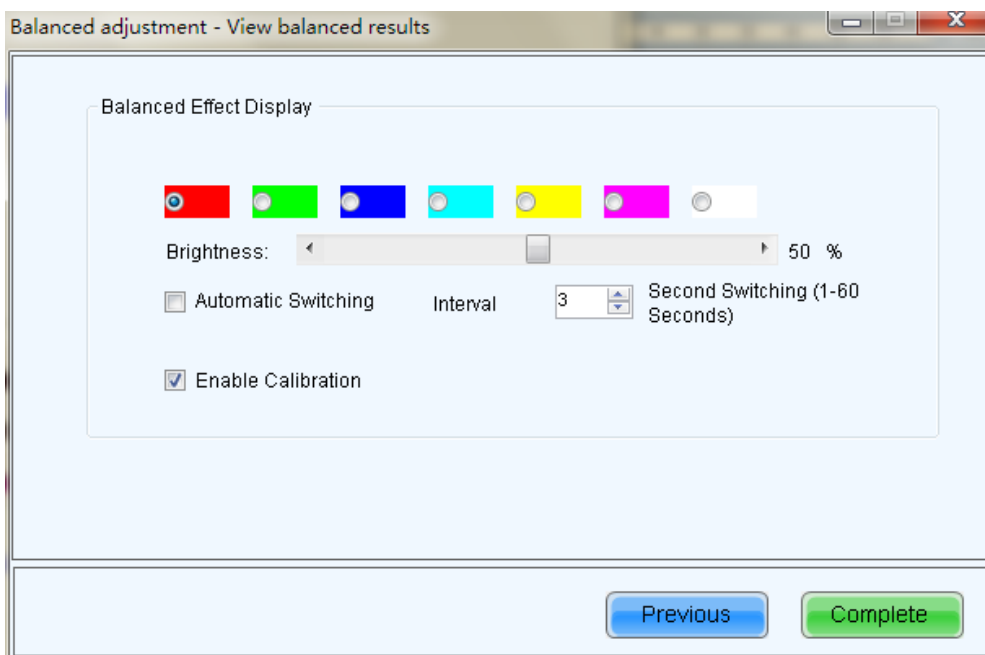 Balanced adjustment - View balanced results
Balanced Effect Display
Brightness: 50 %
Automatic Switching Interval 3 Second Switching (1-60
Seconds)
Enable Calibration
Previous Complete